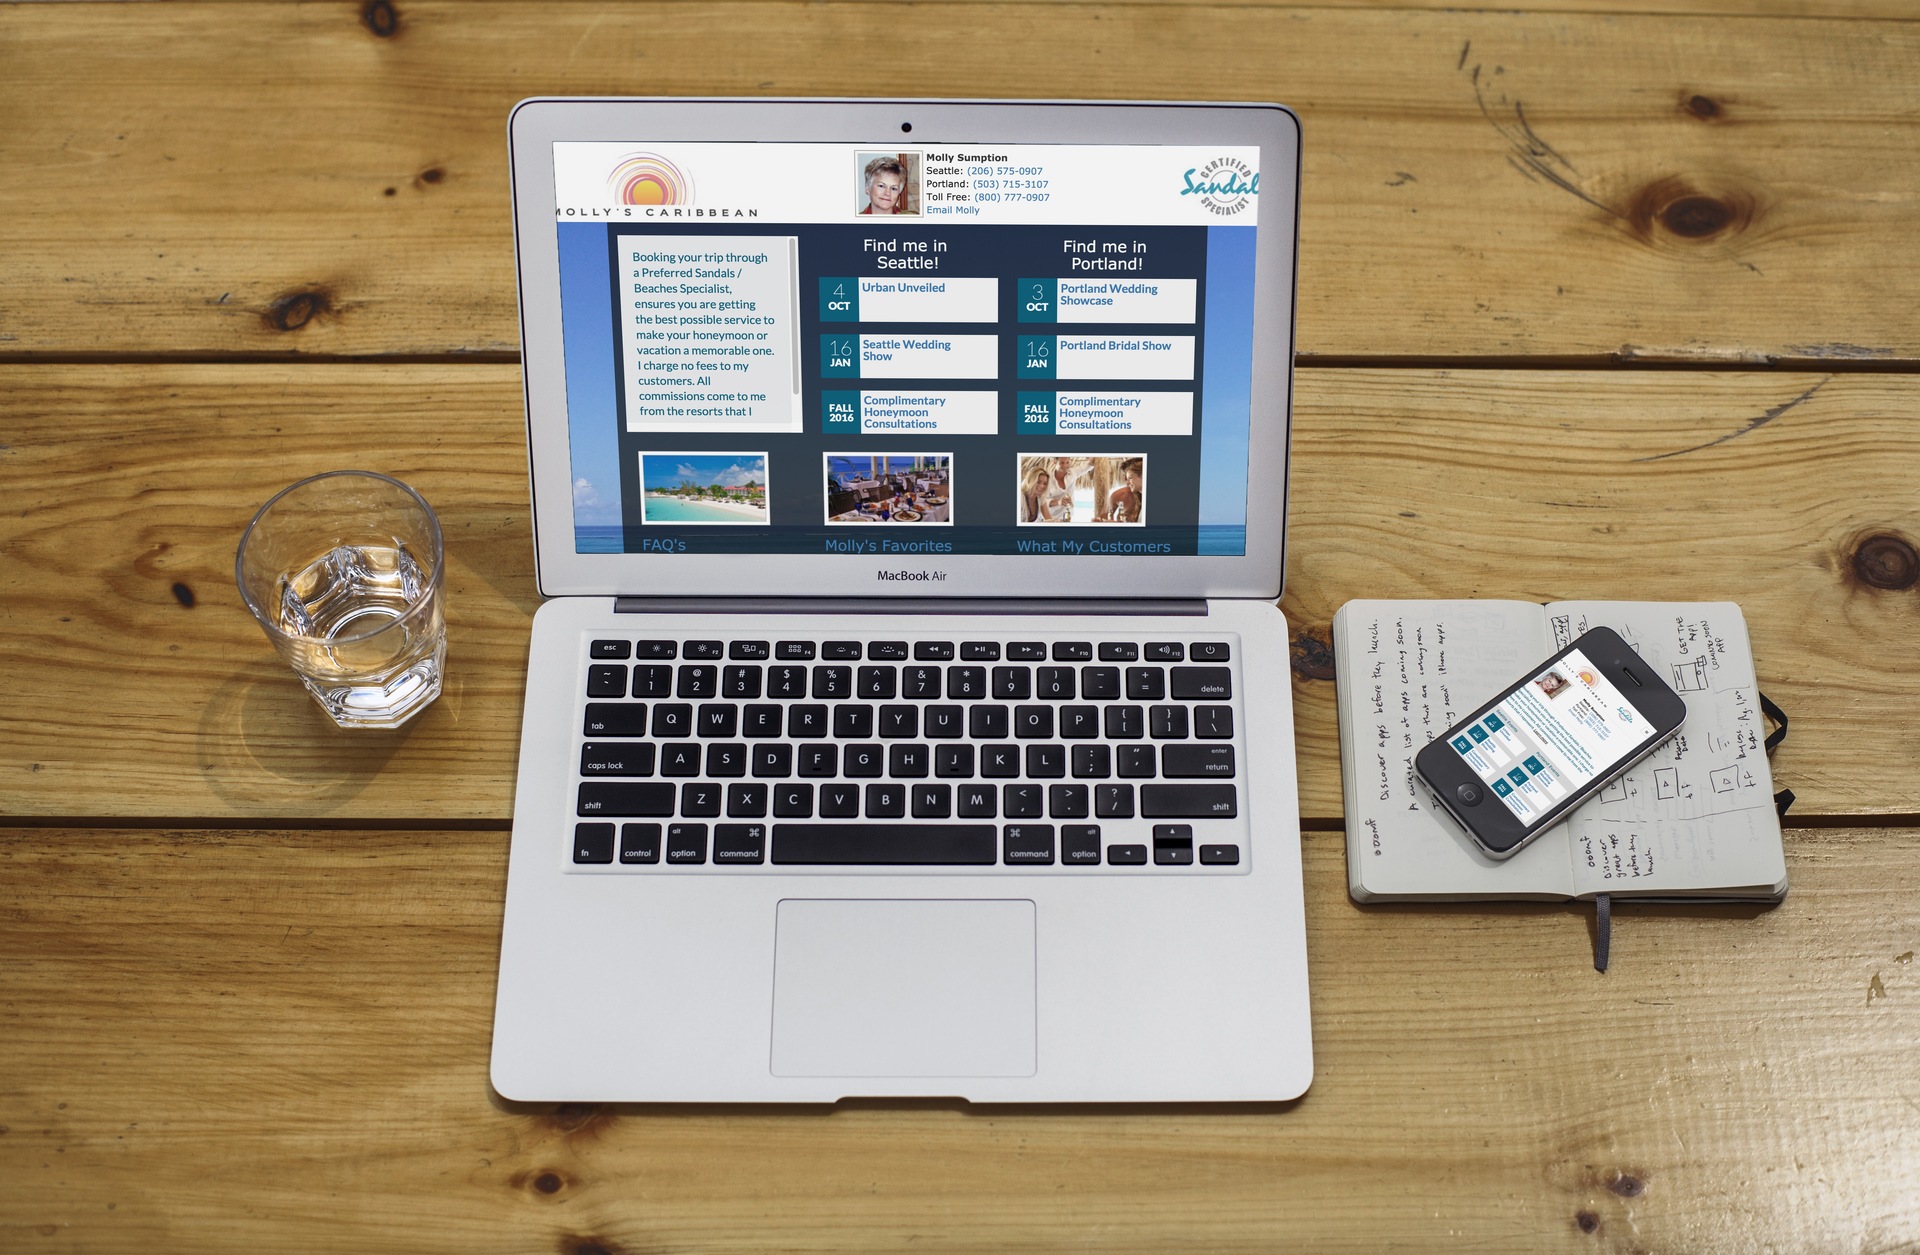 MOLLY'S CARIBBEAN
Molly Sumption
Seattle: (206) 575-0907
Portland: (503) 715-3107
Toll Free: (800) 777-0907
Email Molly
CERTIFIED
Sandal
SPECIALIST
Booking your trip through
a Preferred Sandals /
Beaches Specialist,
ensures you are getting
the best possible service to
make your honeymoon or
vacation a memorable one.
I charge no fees to my
customers. All
commissions come to me
from the resorts that I
Find me in
Seattle!
4
OCT
Urban Unveiled
16
JAN
Seattle Wedding
Show
FALL
2016
Complimentary
Honeymoon
Consultations
Find me in
Portland!
3
OCT
Portland Wedding
Showcase
16
JAN
Portland Bridal Show
FALL
2016
Complimentary
Honeymoon
Consultations
FAQ's
Molly's Favorites
What My Customers
MacBook Air
esc F1 F2 F3 F4 F5 F6 F7 F8 F9 F10 F11 F12
~ ! @ # $ % ^ & * ( ) _ +
` 1 2 3 4 5 6 7 8 9 0 - = delete
tab Q W E R T Y U I O P { [ } ] | \
caps lock A S D F G H J K L : ; " ' enter return
shift Z X C V B N M < , > . ? / shift
fn control alt option ⌘ command ⌘ command alt option
Discover apps before they launch.
A curated list of apps coming soon.
iPhone apps.
GET THE
APP!
COMING SOON
APP
ooomf
Discover
great apps
before they
launch.